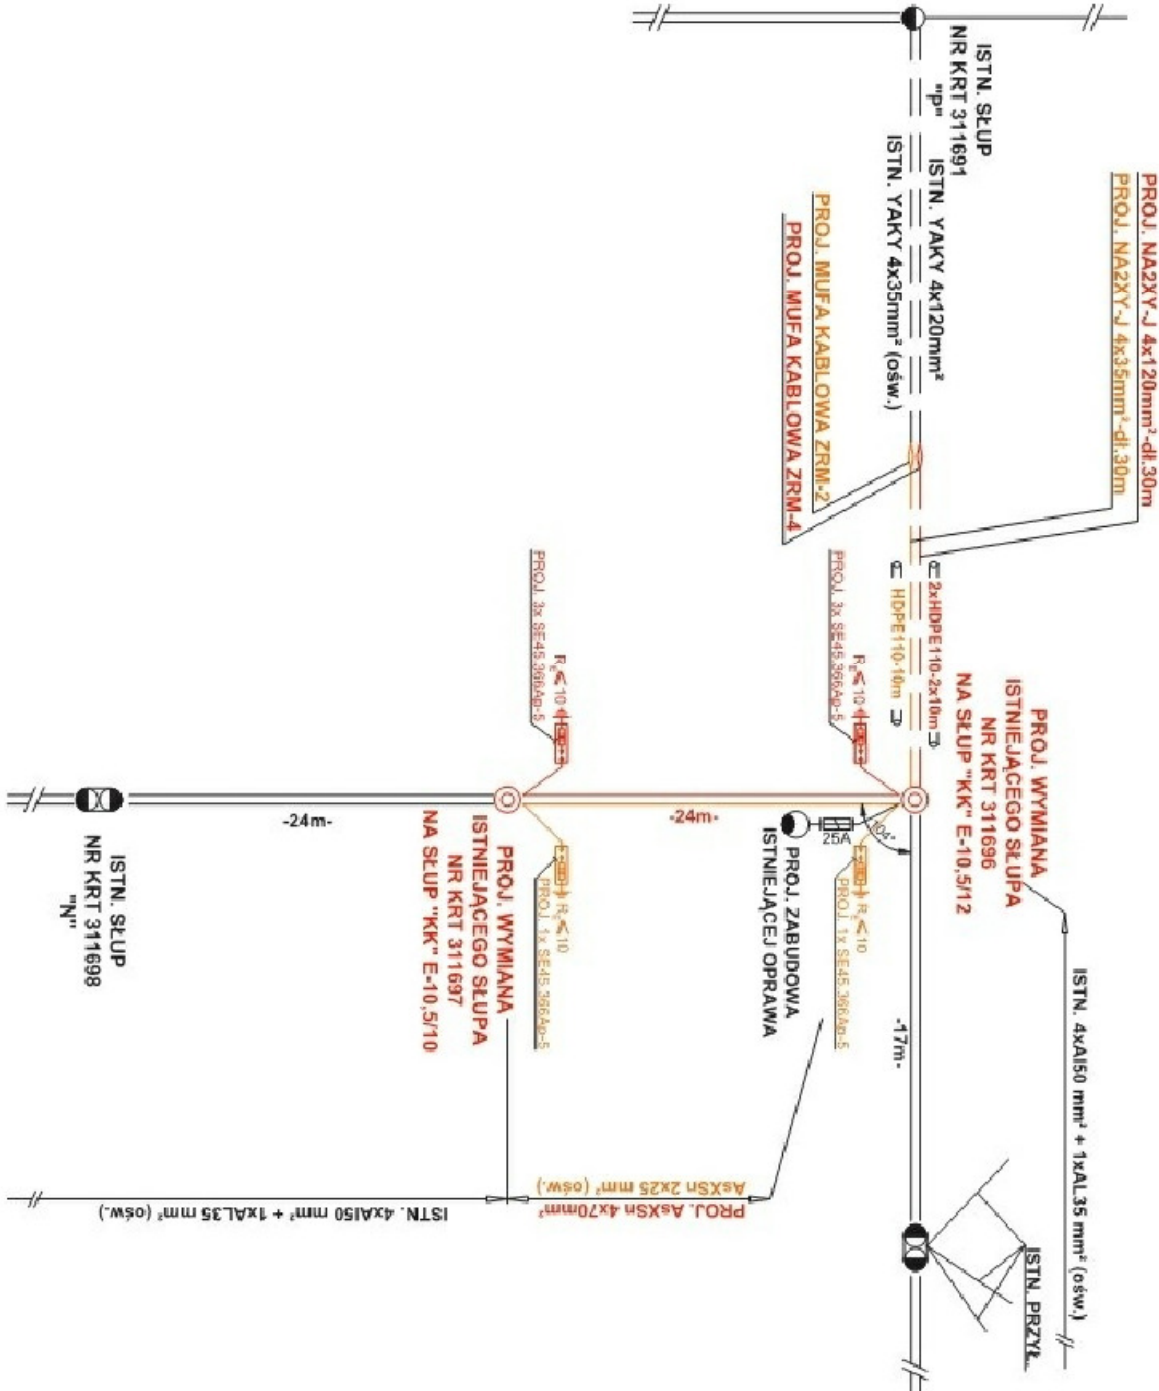 ISTN. SŁUP
NR KRT 311691
"P"
ISTN. YAKY 4x120mm²
ISTN. YAKY 4x35mm² (ośw.)
PROJ. NA2XY-J 4x120mm²-dł.30m
PROJ. NA2XY-J 4x35mm²-dł.30m
PROJ. MUFA KABLOWA ZRM-2
PROJ. MUFA KABLOWA ZRM-4
2xHDPE110-2x10m
HDPE110-10m
PROJ. WYMIANA
ISTNIEJĄCEGO SŁUPA
NR KRT 311696
NA SŁUP "KK" E-10,5/12
PROJ. 3x SE45.366Ap-5
R ≤ 10
PROJ. 3x SE45.366Ap-5
R ≤ 10
104°
25A
PROJ. ZABUDOWA
ISTNIEJĄCEJ OPRAWA
R ≤ 10
PROJ. 1x SE45.366Ap-5
R ≤ 10
PROJ. 1x SE45.366Ap-5
-24m-
-24m-
-17m-
PROJ. WYMIANA
ISTNIEJĄCEGO SŁUPA
NR KRT 311697
NA SŁUP "KK" E-10,5/10
ISTN. SŁUP
NR KRT 311698
"N"
ISTN. 4xAl50 mm² + 1xAL35 mm² (ośw.)
PROJ. AsXSn 4x70mm²
AsXSn 2x25 mm² (ośw.)
ISTN. 4xAl50 mm² + 1xAL35 mm² (ośw.)
ISTN. PRZYŁ.